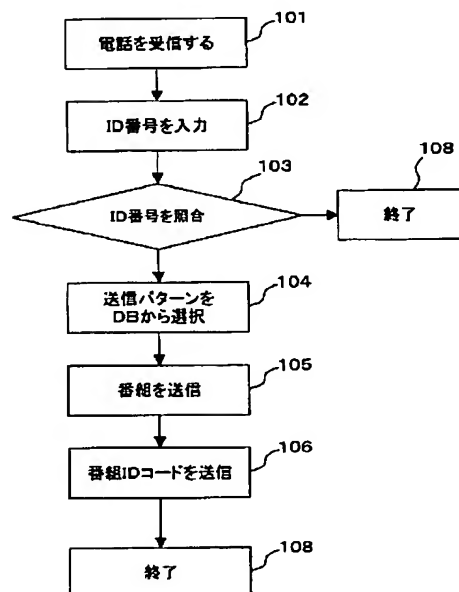 101
電話を受信する
102
ID番号を入力
103
ID番号を照合
108
終了
104
送信パターンを
DBから選択
105
番組を送信
106
番組IDコードを送信
108
終了